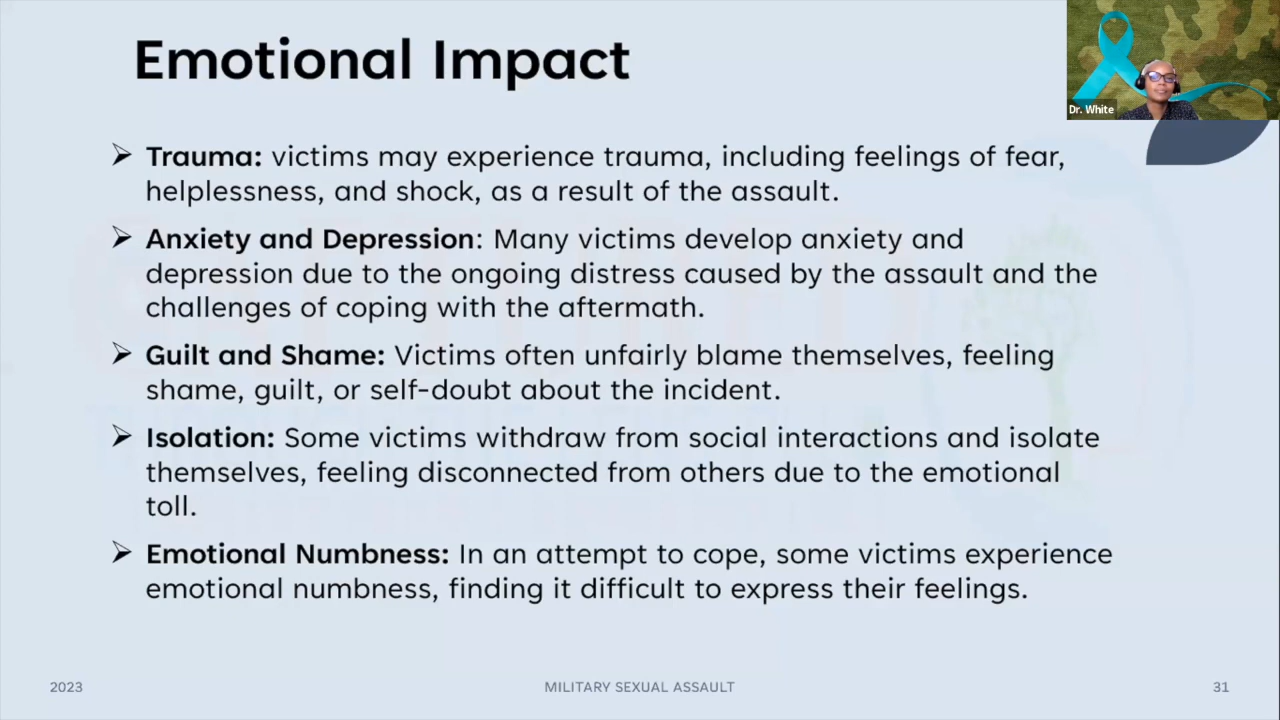 Emotional Impact
Dr. White
➢ Trauma: victims may experience trauma, including feelings of fear,
helplessness, and shock, as a result of the assault.
➢ Anxiety and Depression: Many victims develop anxiety and
depression due to the ongoing distress caused by the assault and the
challenges of coping with the aftermath.
➢ Guilt and Shame: Victims often unfairly blame themselves, feeling
shame, guilt, or self-doubt about the incident.
➢ Isolation: Some victims withdraw from social interactions and isolate
themselves, feeling disconnected from others due to the emotional
toll.
➢ Emotional Numbness: In an attempt to cope, some victims experience
emotional numbness, finding it difficult to express their feelings.
2023
MILITARY SEXUAL ASSAULT
31